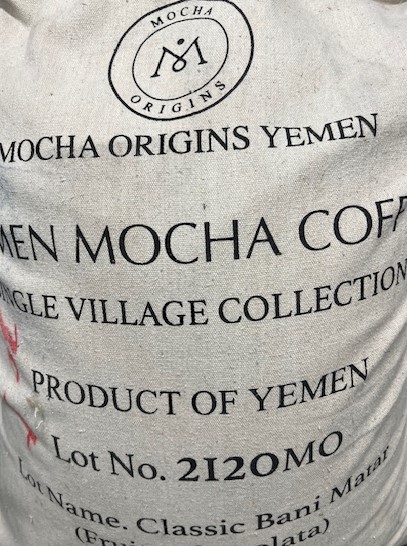 MOCHA
ORIGINS
MOCHA ORIGINS YEMEN
MEN MOCHA COFF
NGLE VILLAGE COLLECTION
PRODUCT OF YEMEN
Lot No. 2120MO
Lot Name. Classic Bani Matar